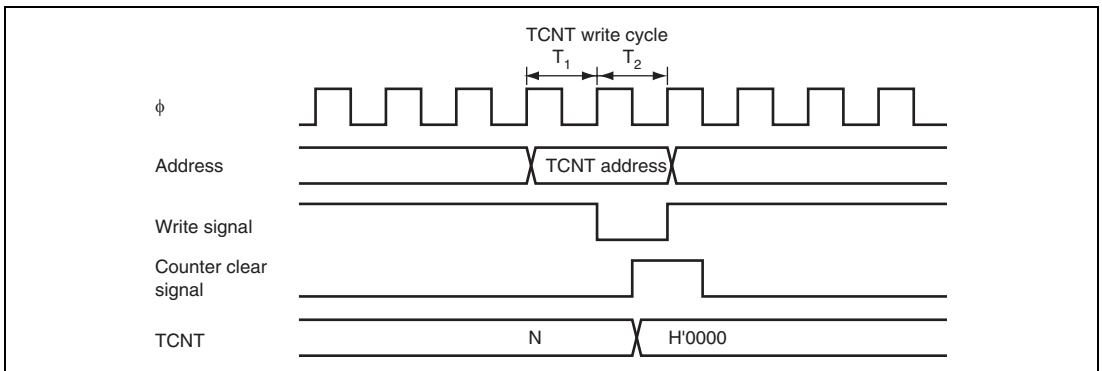 TCNT write cycle
T1 T2
ϕ
Address
TCNT address
Write signal
Counter clear
signal
TCNT
N
H'0000